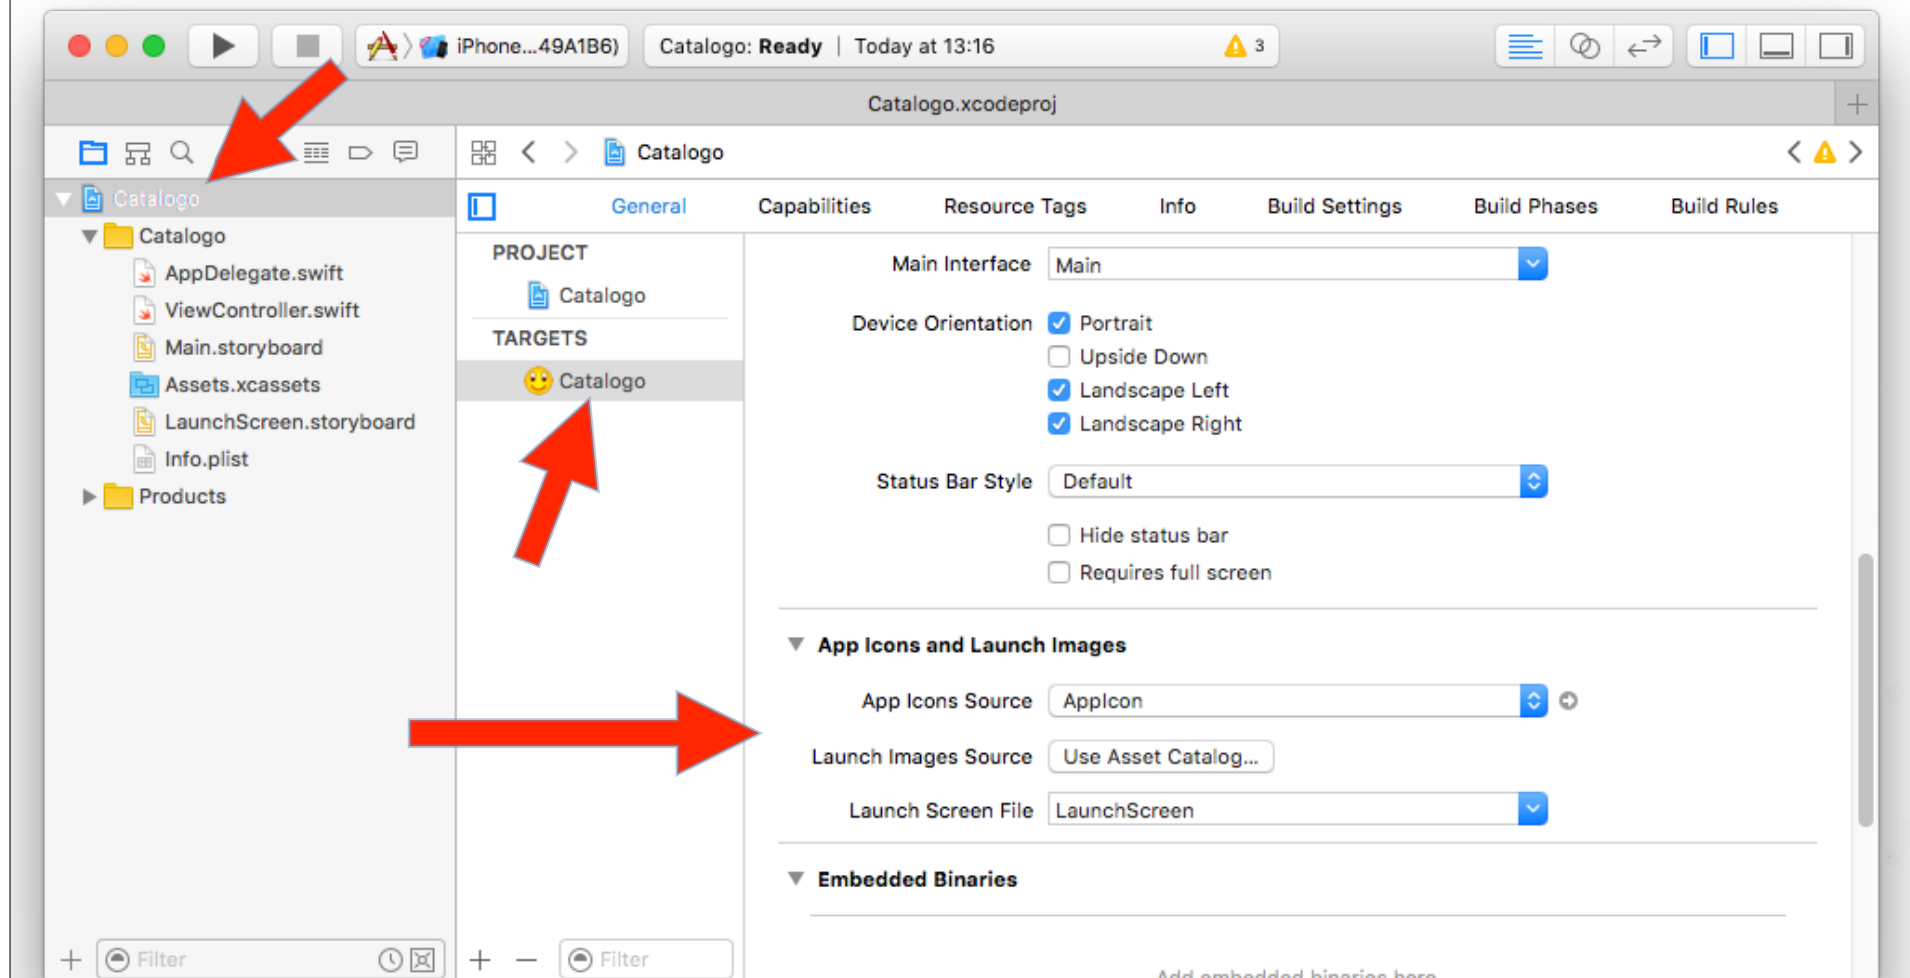 iPhone...49A1B6)
Catalogo: Ready | Today at 13:16
3
Catalogo.xcodeproj
Catalogo
Catalogo
Catalogo
AppDelegate.swift
ViewController.swift
Main.storyboard
Assets.xcassets
LaunchScreen.storyboard
Info.plist
Products
Filter
General
Capabilities
Resource Tags
Info
Build Settings
Build Phases
Build Rules
PROJECT
Catalogo
TARGETS
Catalogo
Filter
Main Interface
Main
Device Orientation
Portrait
Upside Down
Landscape Left
Landscape Right
Status Bar Style
Default
Hide status bar
Requires full screen
App Icons and Launch Images
App Icons Source
AppIcon
Launch Images Source
Use Asset Catalog...
Launch Screen File
LaunchScreen
Embedded Binaries
Add embedded binaries here